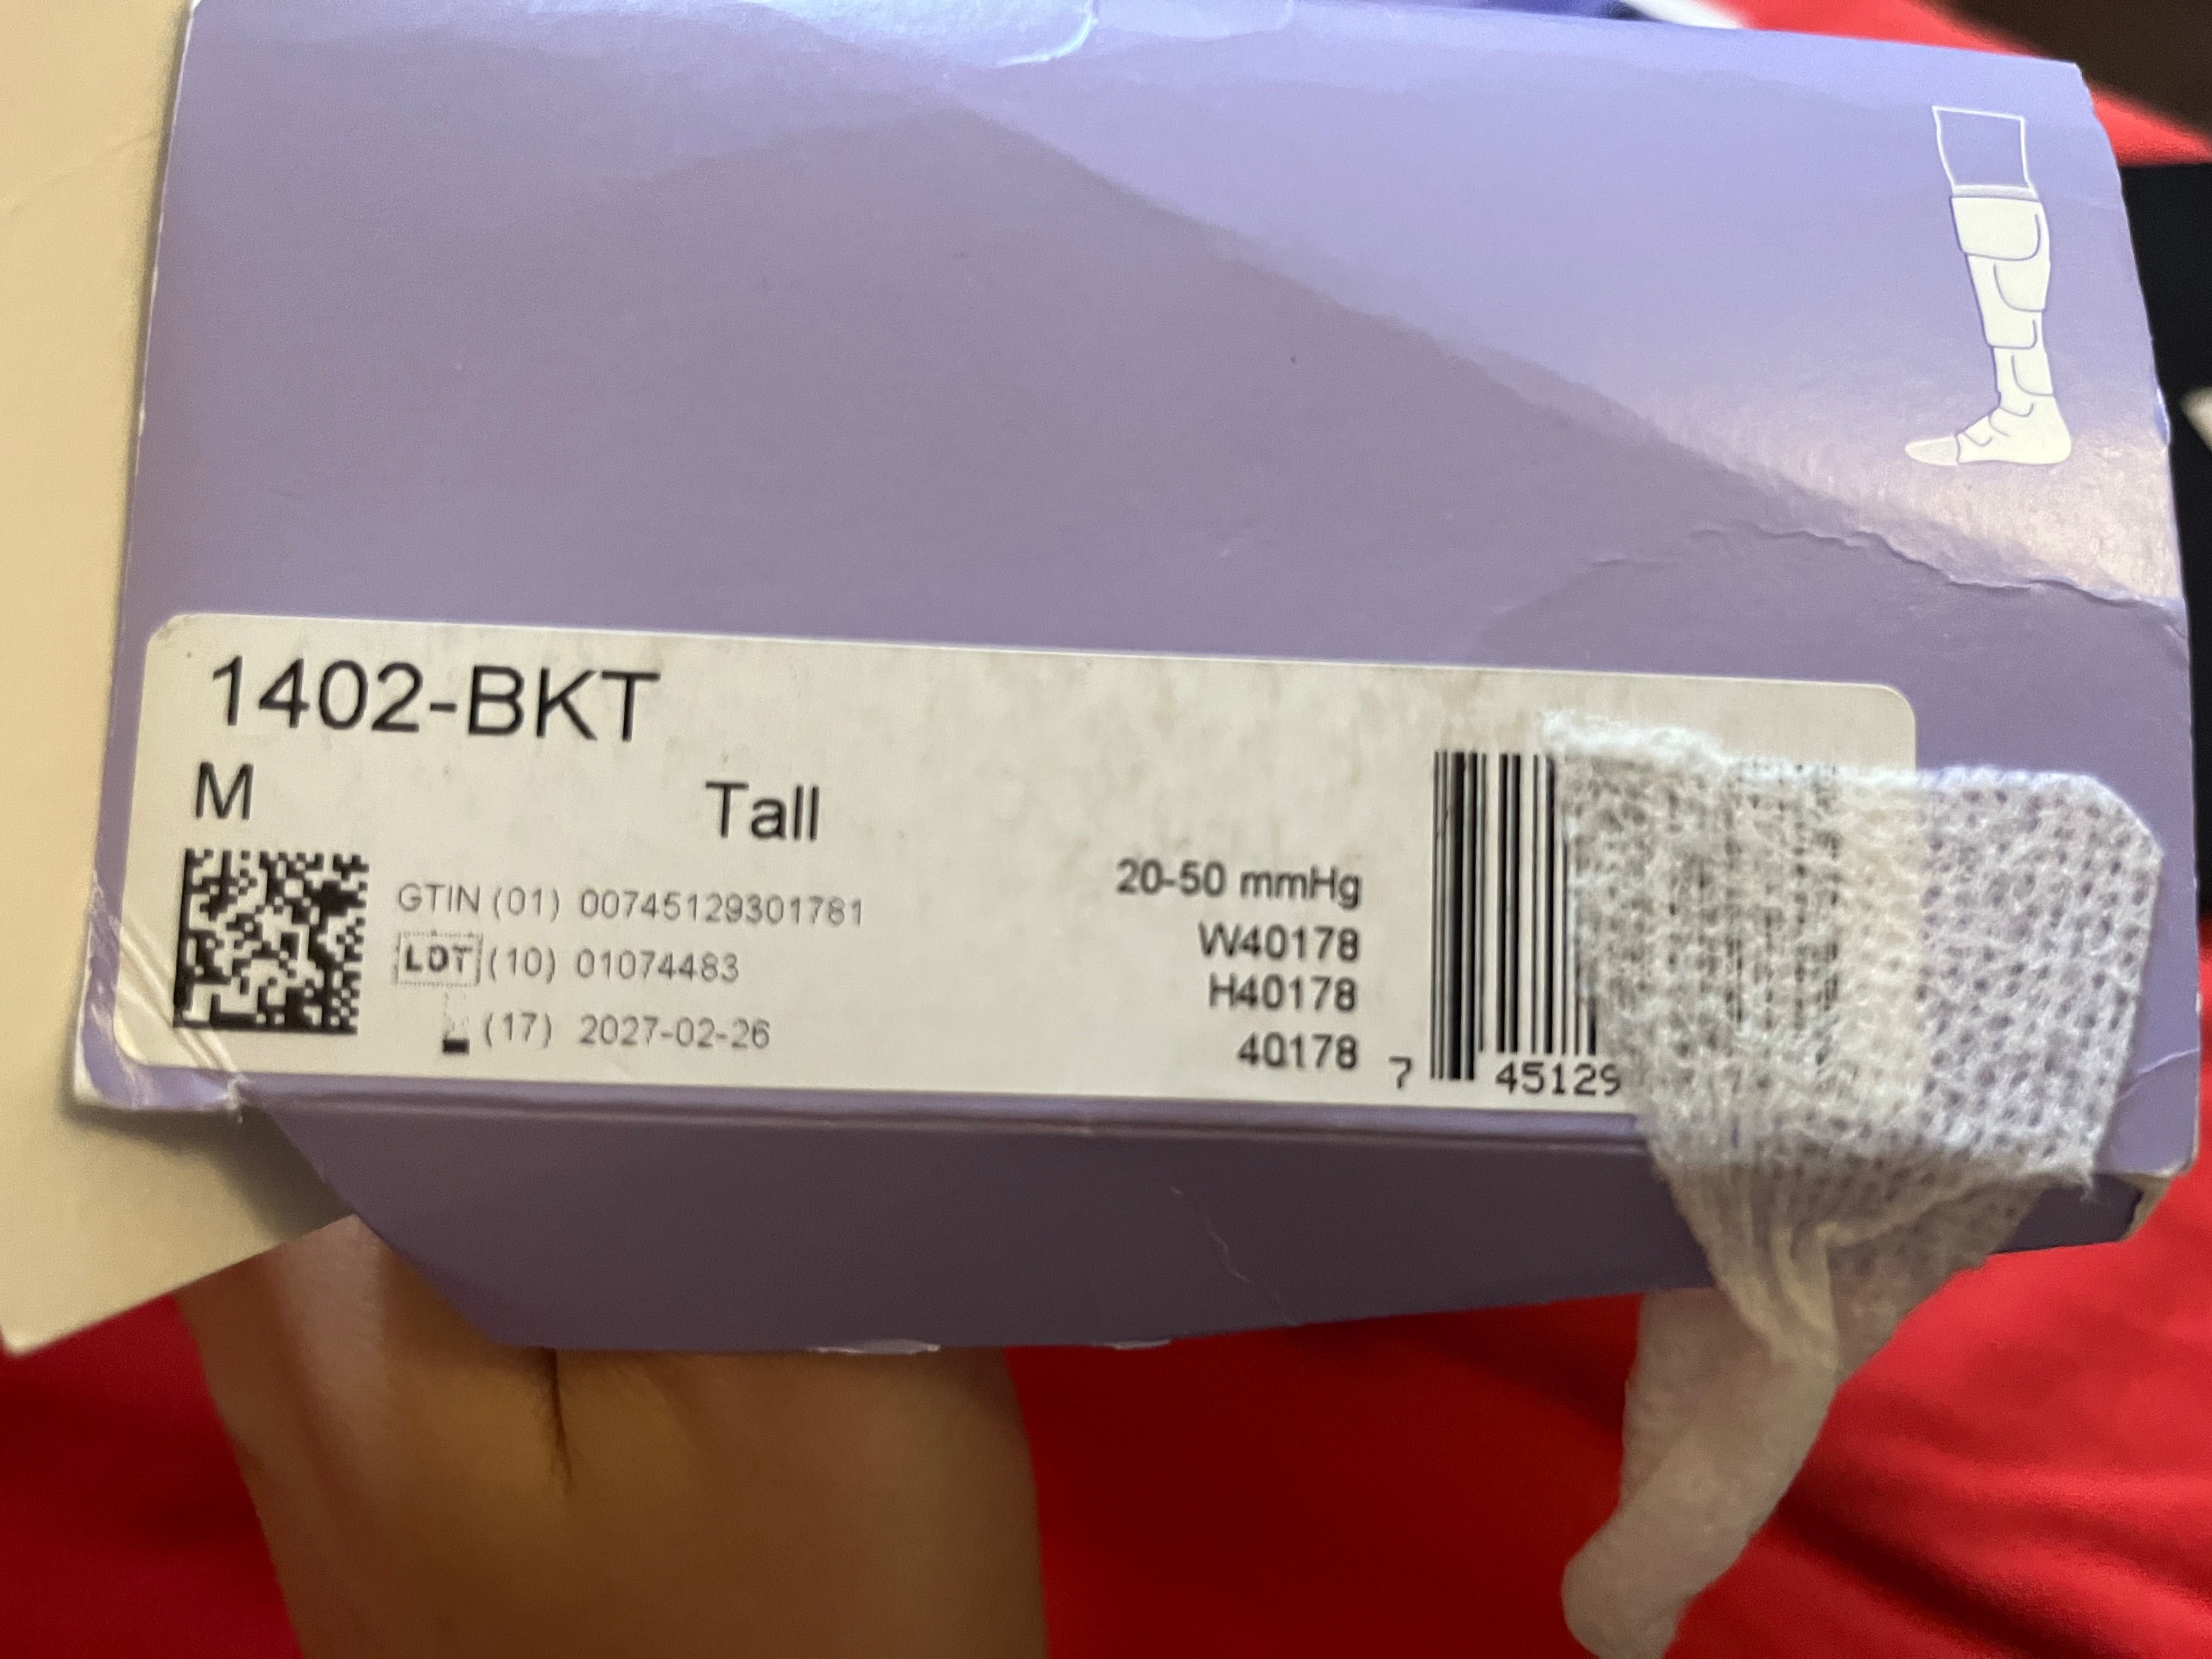 1402-BKT
M Tall
GTIN (01) 00745129301781
LOT (10) 01074483
(17) 2027-02-26
20-50 mmHg
W40178
H40178
40178
7 45129